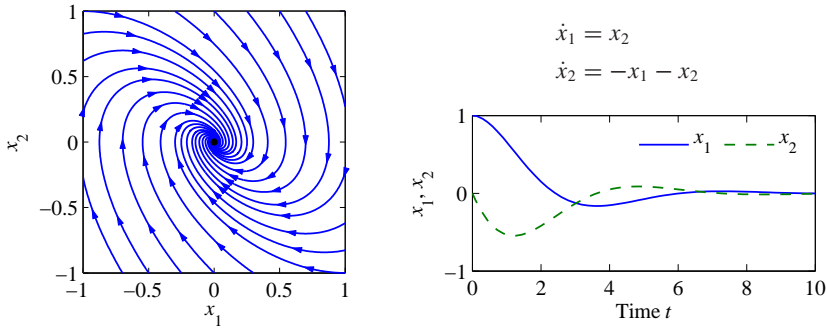 1
0.5
0
−0.5
−1
x2
−1 −0.5 0 0.5 1
x1
ẋ1 = x2
ẋ2 = −x1 − x2
1
0
−1
x1, x2
x1 x2
0 2 4 6 8 10
Time t